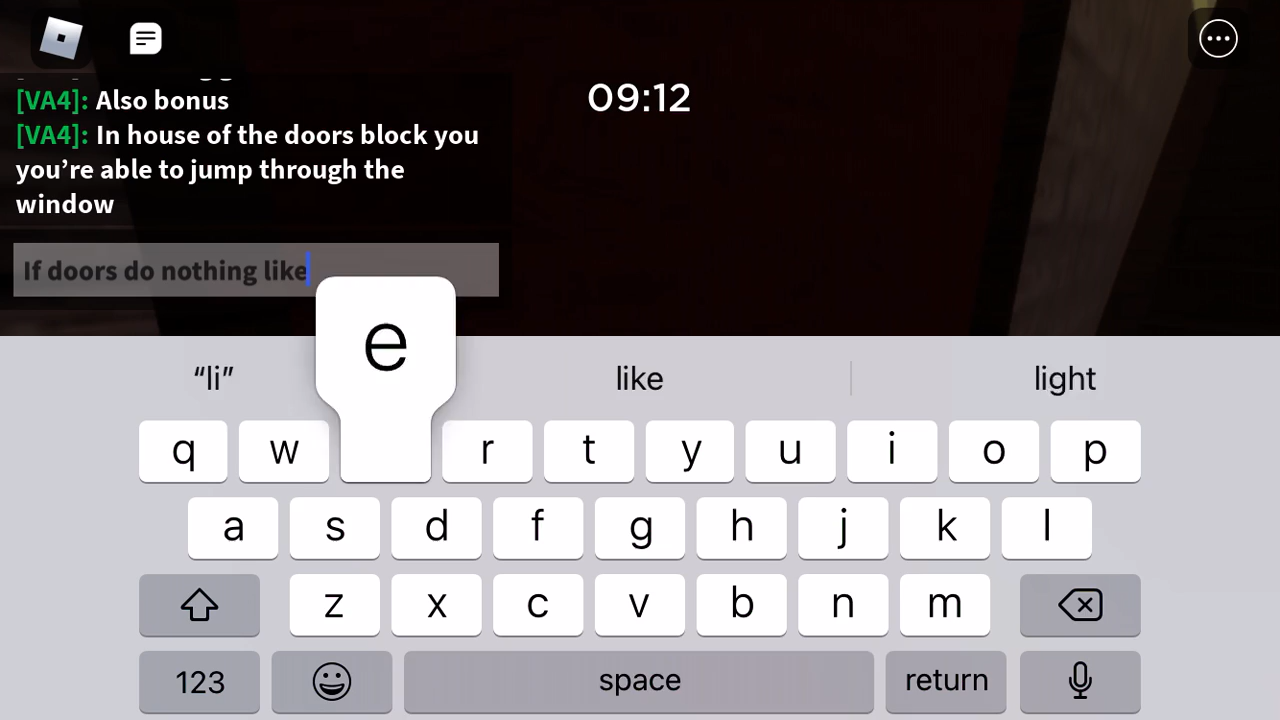 09:12
[VA4]: Also bonus
[VA4]: In house of the doors block you
you’re able to jump through the
window
If doors do nothing like
e
“li” like light
q w r t y u i o p
a s d f g h j k l
z x c v b n m
123 space return